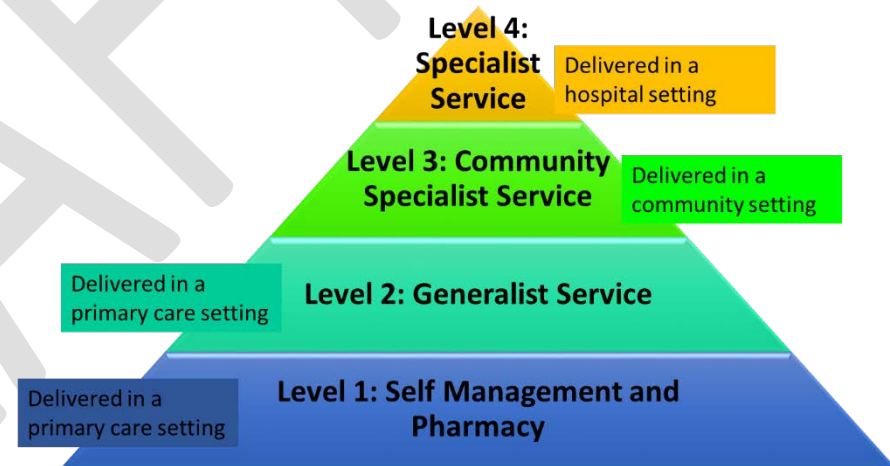 Level 4:
Specialist
Service
Delivered in a
hospital setting
Level 3: Community
Specialist Service
Delivered in a
community setting
Delivered in a
primary care setting
Level 2: Generalist Service
Delivered in a
primary care setting
Level 1: Self Management and
Pharmacy